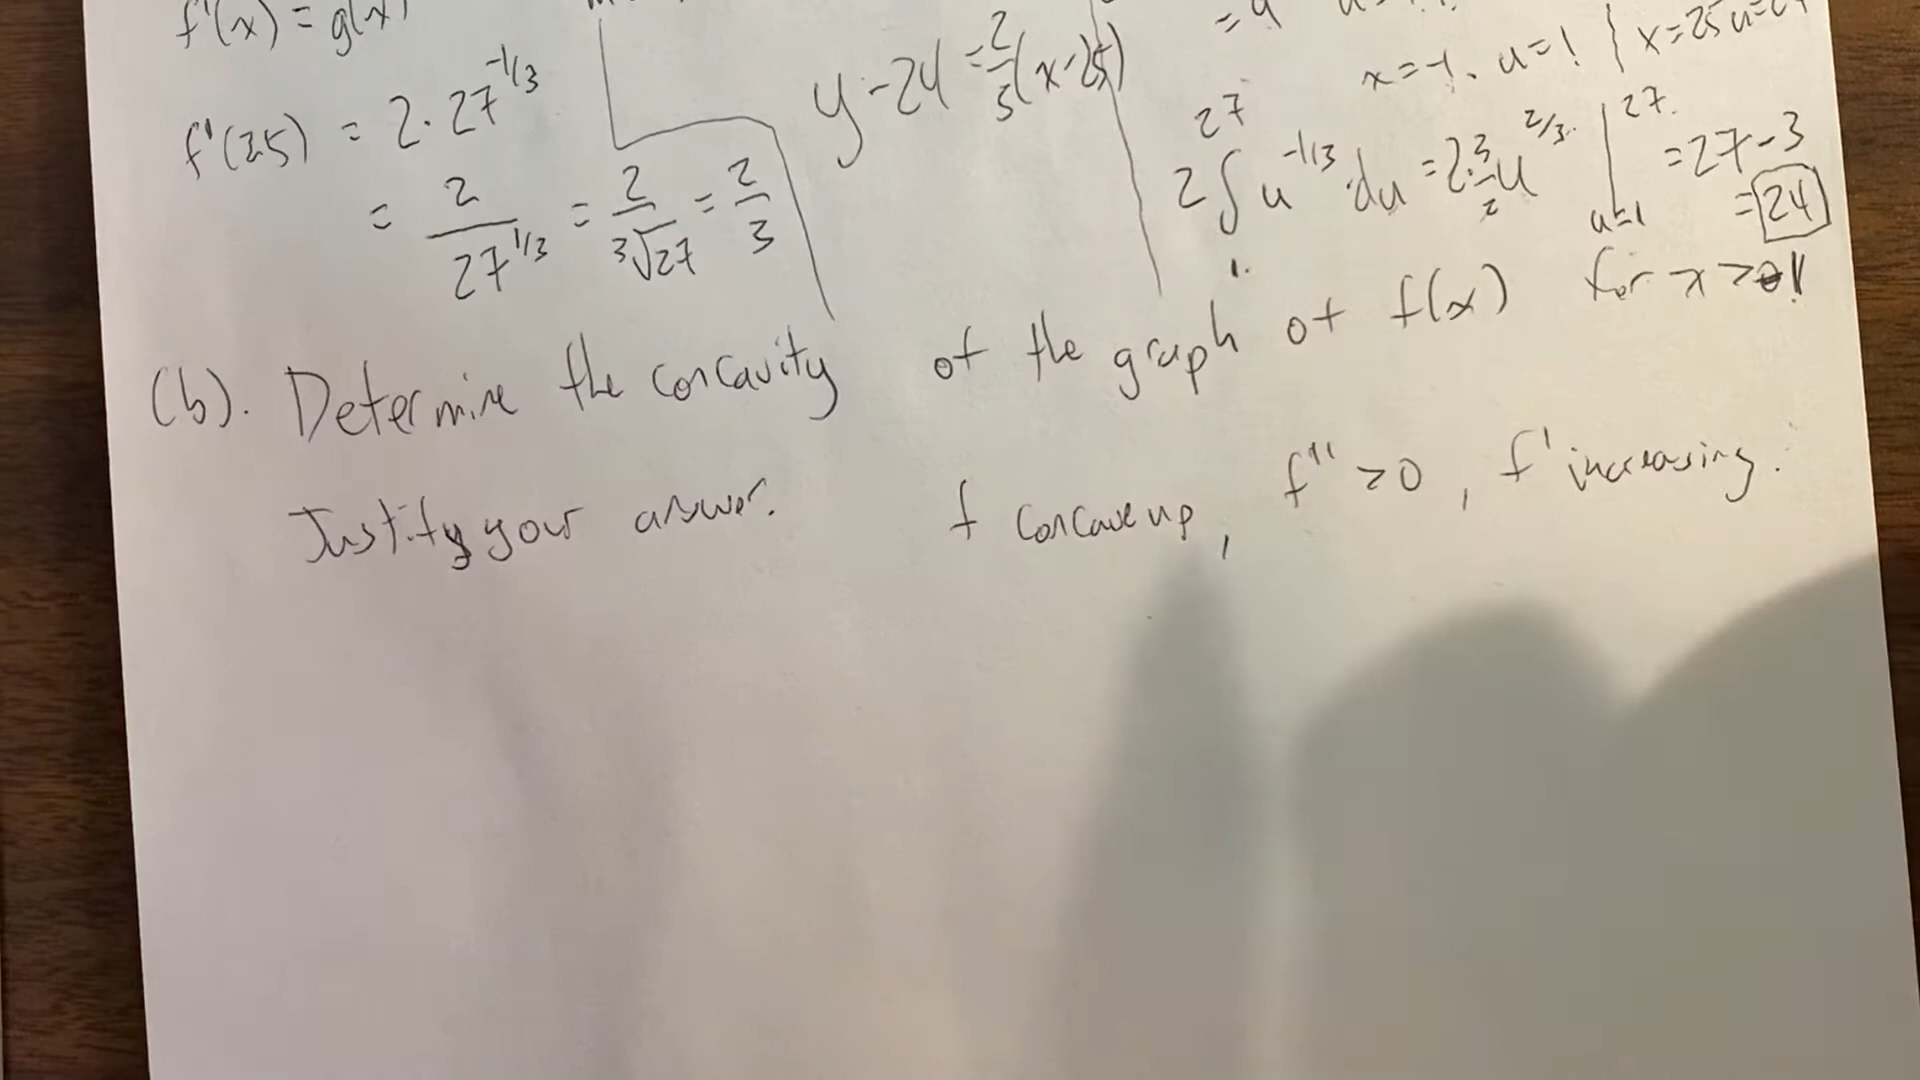 f'(x) = g(x)
f'(25) = 2·27^{-1/3}
= 2/27^{1/3} = 2/∛27 = 2/3
y - 24 = 2/3 (x-25)
x=-1. u=1 { x=25 u=27
2 ∫_1^{27} u^{-1/3} du = 2·3/2 u^{2/3} |_{u=1}^{27} = 27-3
= 24
(b). Determine the concavity of the graph of f(x) for x > -1
Justify your answer. f concave up, f'' >0, f' increasing.